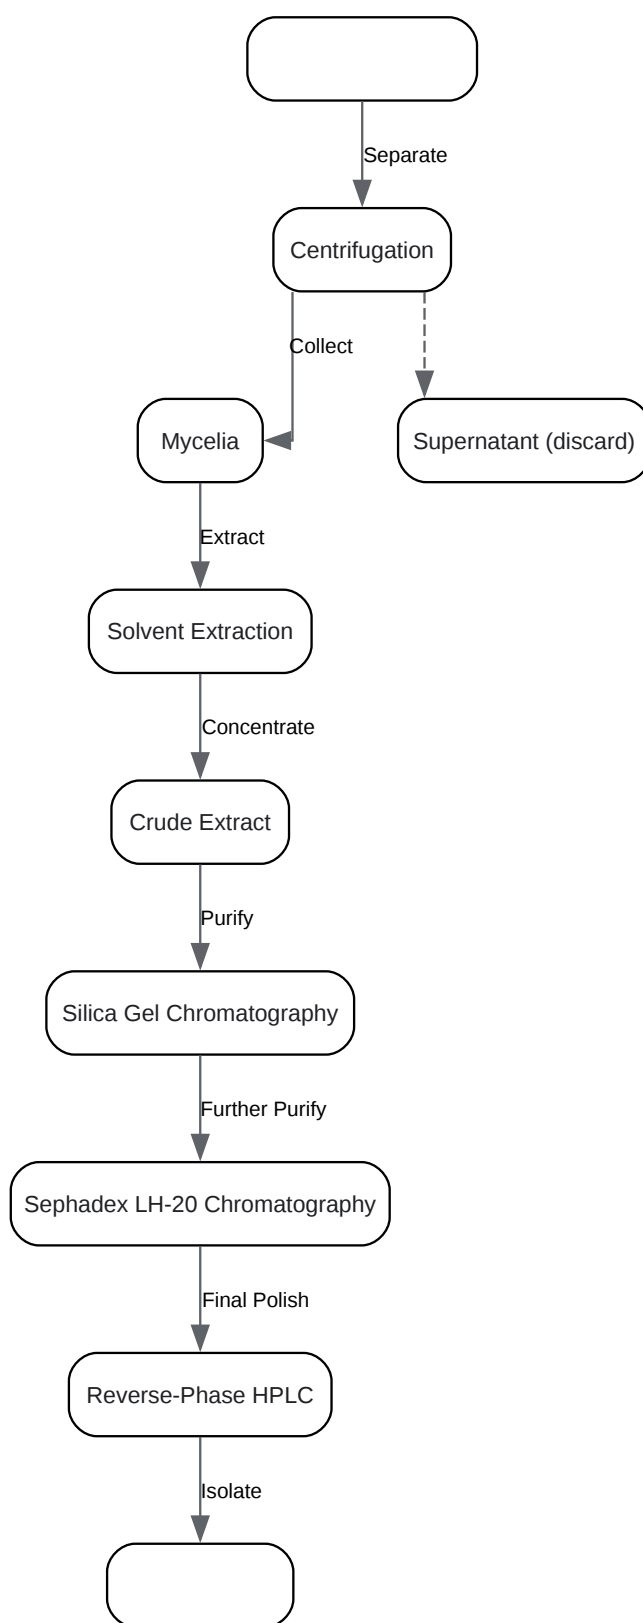 Separate
Centrifugation
Collect
Mycelia
Supernatant (discard)
Extract
Solvent Extraction
Concentrate
Crude Extract
Purify
Silica Gel Chromatography
Further Purify
Sephadex LH-20 Chromatography
Final Polish
Reverse-Phase HPLC
Isolate